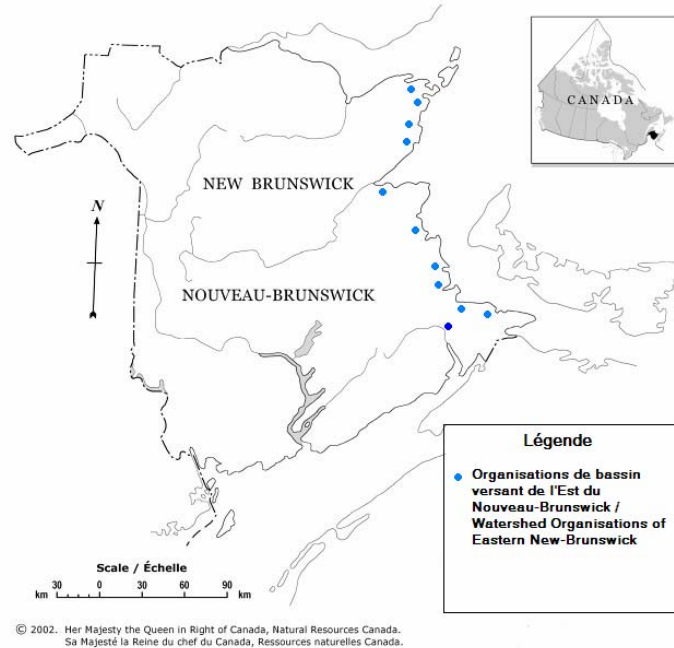 CANADA
NEW BRUNSWICK
N
NOUVEAU-BRUNSWICK
Légende
Organisations de bassin
versant de l'Est du
Nouveau-Brunswick /
Watershed Organisations of
Eastern New-Brunswick
Scale / Échelle
30 0 30 60 90
km km
© 2002. Her Majesty the Queen in Right of Canada, Natural Resources Canada.
Sa Majesté la Reine du chef du Canada, Ressources naturelles Canada.